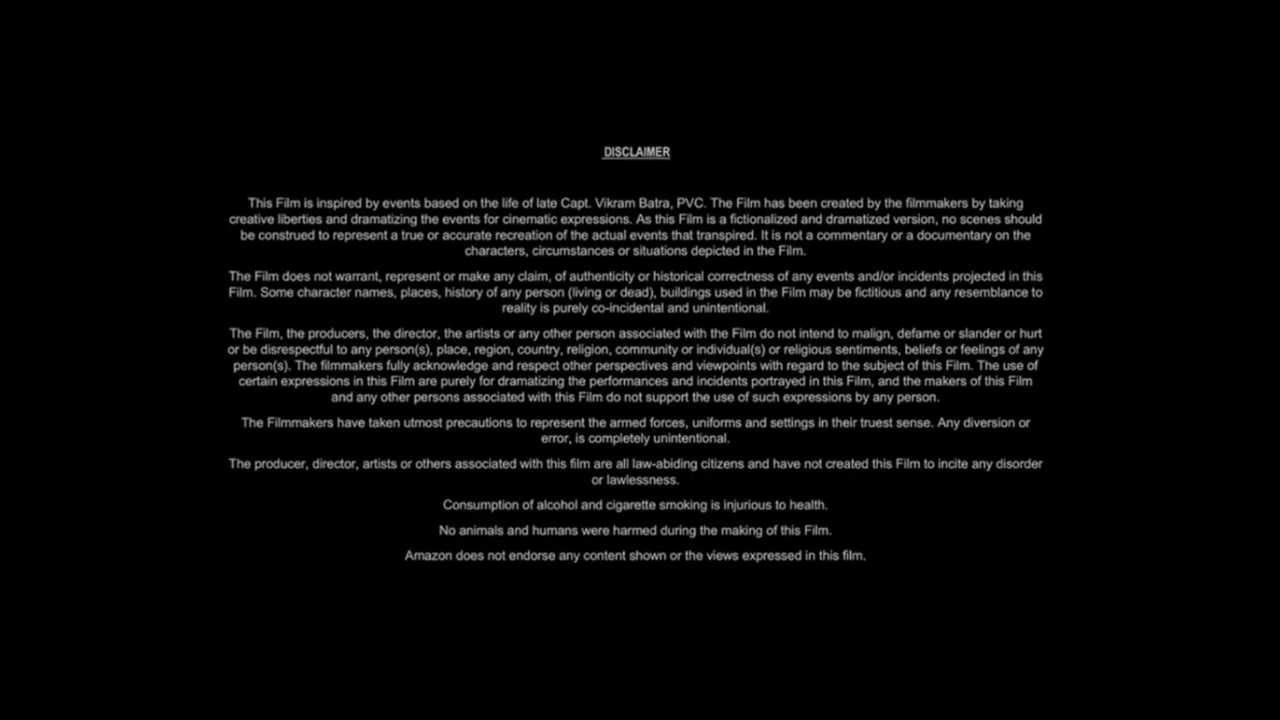 DISCLAIMER
This Film is inspired by events based on the life of late Capt. Vikram Batra, PVC. The Film has been created by the filmmakers by taking
creative liberties and dramatizing the events for cinematic expressions. As this Film is a fictionalized and dramatized version, no scenes should
be construed to represent a true or accurate recreation of the actual events that transpired. It is not a commentary or a documentary on the
characters, circumstances or situations depicted in the Film.
The Film does not warrant, represent or make any claim, of authenticity or historical correctness of any events and/or incidents projected in this
Film. Some character names, places, history of any person (living or dead), buildings used in the Film may be fictitious and any resemblance to
reality is purely co-incidental and unintentional.
The Film, the producers, the director, the artists or any other person associated with the Film do not intend to malign, defame or slander or hurt
or be disrespectful to any person(s), place, region, country, religion, community or individual(s) or religious sentiments, beliefs or feelings of any
person(s). The filmmakers fully acknowledge and respect other perspectives and viewpoints with regard to the subject of this Film. The use of
certain expressions in this Film are purely for dramatizing the performances and incidents portrayed in this Film, and the makers of this Film
and any other persons associated with this Film do not support the use of such expressions by any person.
The Filmmakers have taken utmost precautions to represent the armed forces, uniforms and settings in their truest sense. Any diversion or
error, is completely unintentional.
The producer, director, artists or others associated with this film are all law-abiding citizens and have not created this Film to incite any disorder
or lawlessness.
Consumption of alcohol and cigarette smoking is injurious to health.
No animals and humans were harmed during the making of this Film.
Amazon does not endorse any content shown or the views expressed in this film.